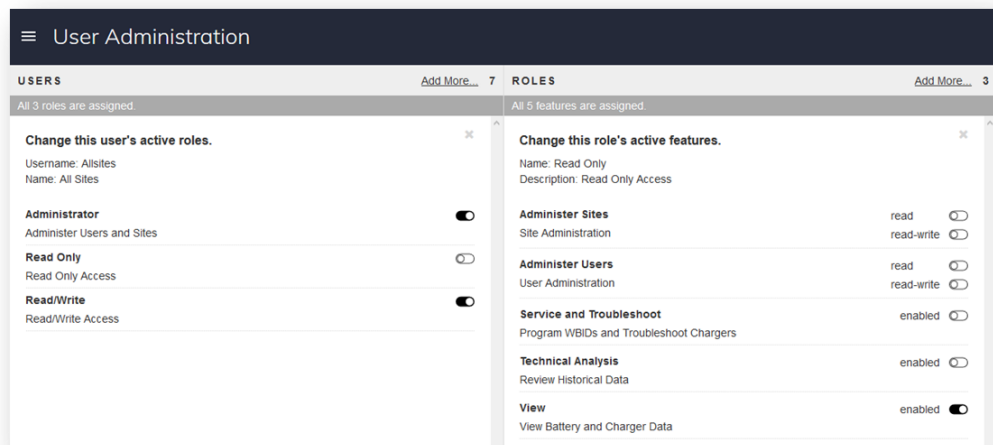 User Administration
USERS Add More... 7
All 3 roles are assigned.
Change this user's active roles.
Username: Allsites
Name: All Sites
Administrator
Administer Users and Sites
Read Only
Read Only Access
Read/Write
Read/Write Access
ROLES Add More... 3
All 5 features are assigned.
Change this role's active features.
Name: Read Only
Description: Read Only Access
Administer Sites read
Site Administration read-write
Administer Users read
User Administration read-write
Service and Troubleshoot enabled
Program WBIDs and Troubleshoot Chargers
Technical Analysis enabled
Review Historical Data
View enabled
View Battery and Charger Data